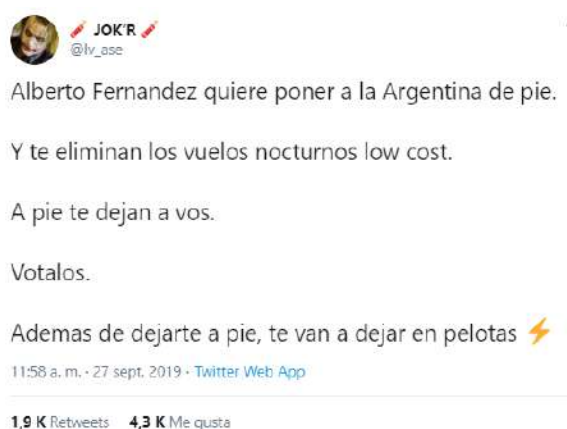 🧨 JOK'R 🧨
@lv_ase
Alberto Fernandez quiere poner a la Argentina de pie.
Y te eliminan los vuelos nocturnos low cost.
A pie te dejan a vos.
Votalos.
Ademas de dejarte a pie, te van a dejar en pelotas ⚡
11:58 a. m. · 27 sept. 2019 · Twitter Web App
1,9 K Retweets 4,3 K Me gusta